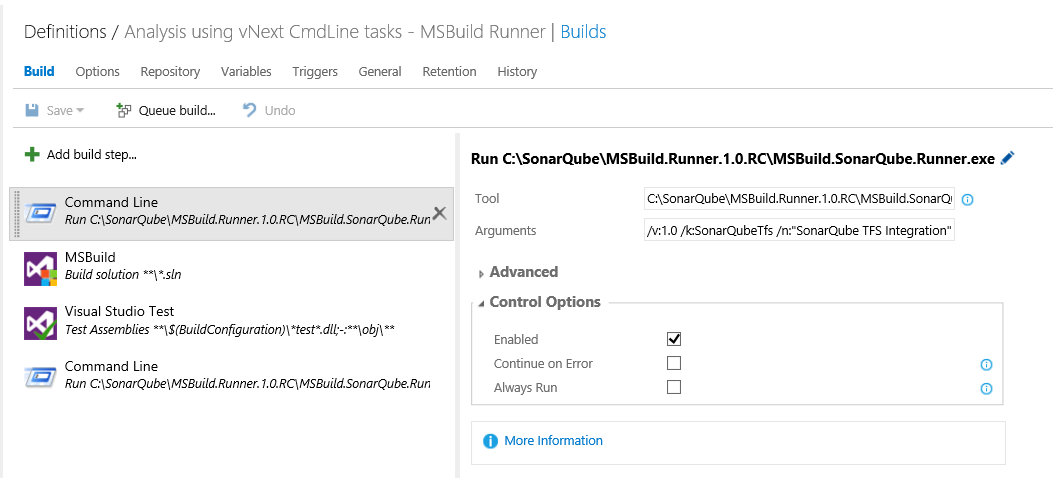 Definitions / Analysis using vNext CmdLine tasks - MSBuild Runner | Builds
Build Options Repository Variables Triggers General Retention History
Save Queue build... Undo
Add build step...
Command Line
Run C:\SonarQube\MSBuild.Runner.1.0.RC\MSBuild.SonarQube.Run
MSBuild
Build solution **\*.sln
Visual Studio Test
Test Assemblies **\$(BuildConfiguration)\*test*.dll;-:**\obj\**
Command Line
Run C:\SonarQube\MSBuild.Runner.1.0.RC\MSBuild.SonarQube.Run
Run C:\SonarQube\MSBuild.Runner.1.0.RC\MSBuild.SonarQube.Runner.exe
Tool C:\SonarQube\MSBuild.Runner.1.0.RC\MSBuild.SonarQ
Arguments /v:1.0 /k:SonarQubeTfs /n:"SonarQube TFS Integration"
Advanced
Control Options
Enabled
Continue on Error
Always Run
More Information